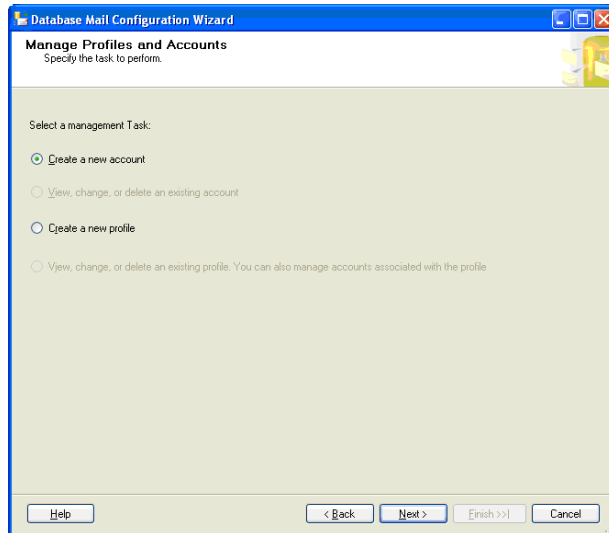 Database Mail Configuration Wizard
Manage Profiles and Accounts
Specify the task to perform.
Select a management Task:
Create a new account
View, change, or delete an existing account
Create a new profile
View, change, or delete an existing profile. You can also manage accounts associated with the profile
Help
< Back
Next >
Finish >>|
Cancel